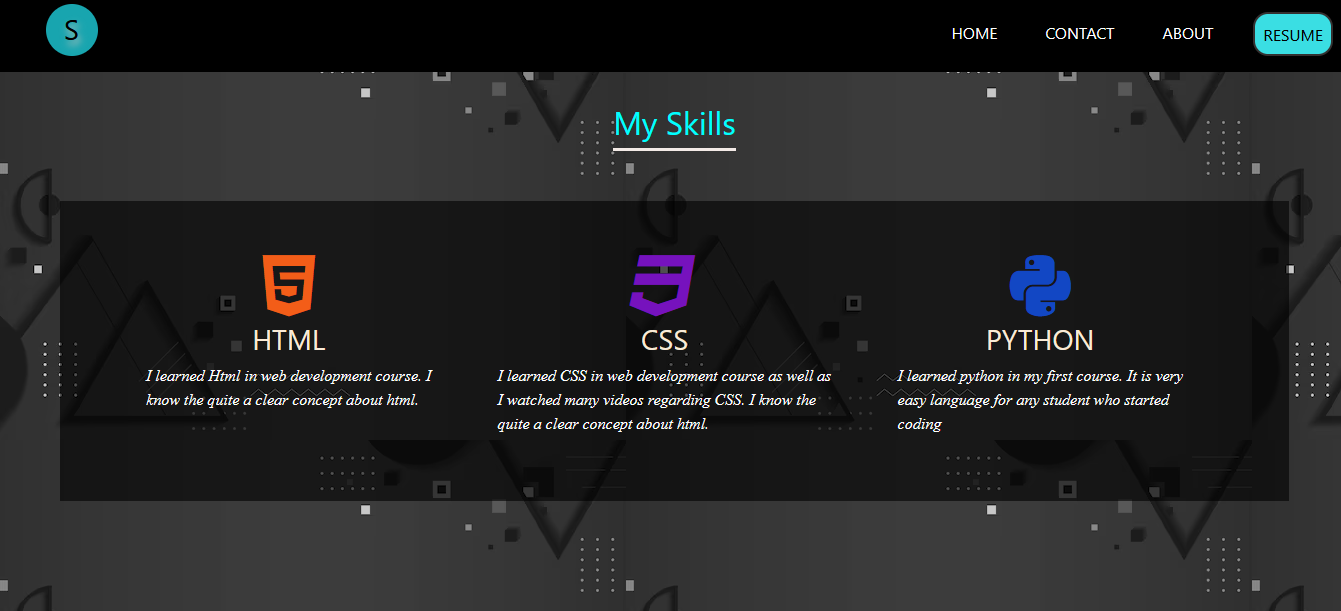 S
HOME CONTACT ABOUT RESUME
My Skills
HTML
I learned Html in web development course. I
know the quite a clear concept about html.
CSS
I learned CSS in web development course as well as
I watched many videos regarding CSS. I know the
quite a clear concept about html.
PYTHON
I learned python in my first course. It is very
easy language for any student who started
coding